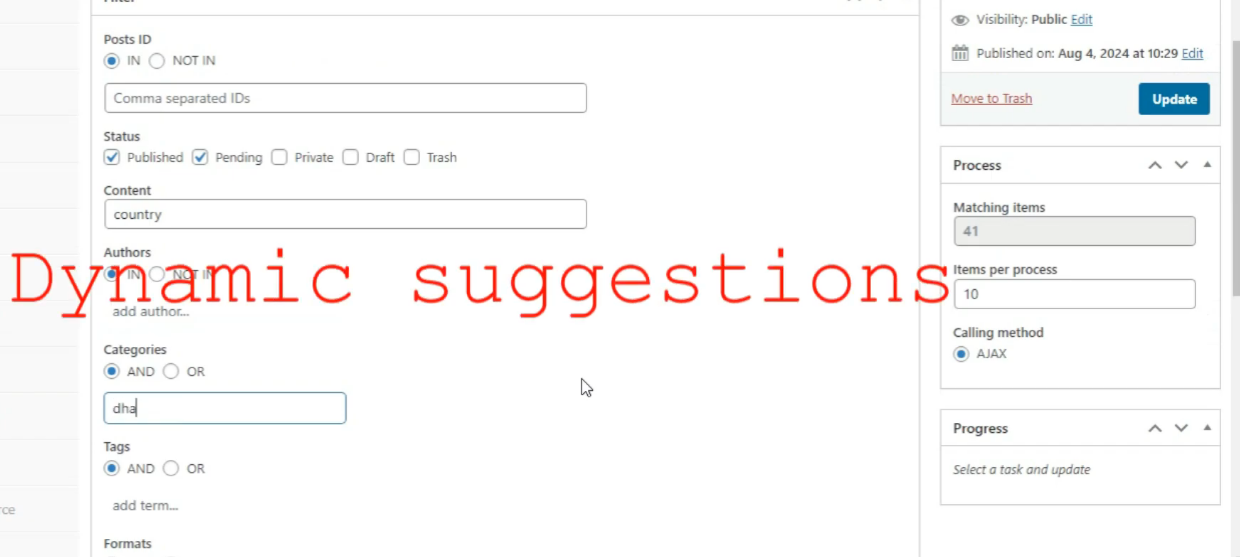 Filter
Posts ID
IN NOT IN
Comma separated IDs
Status
Published Pending Private Draft Trash
Content
country
Authors
IN NOT IN
Dynamic suggestions
add author...
Categories
AND OR
dha
Tags
AND OR
add term...
Formats
Visibility: Public Edit
Published on: Aug 4, 2024 at 10:29 Edit
Move to Trash
Update
Process
Matching items
41
Items per process
10
Calling method
AJAX
Progress
Select a task and update